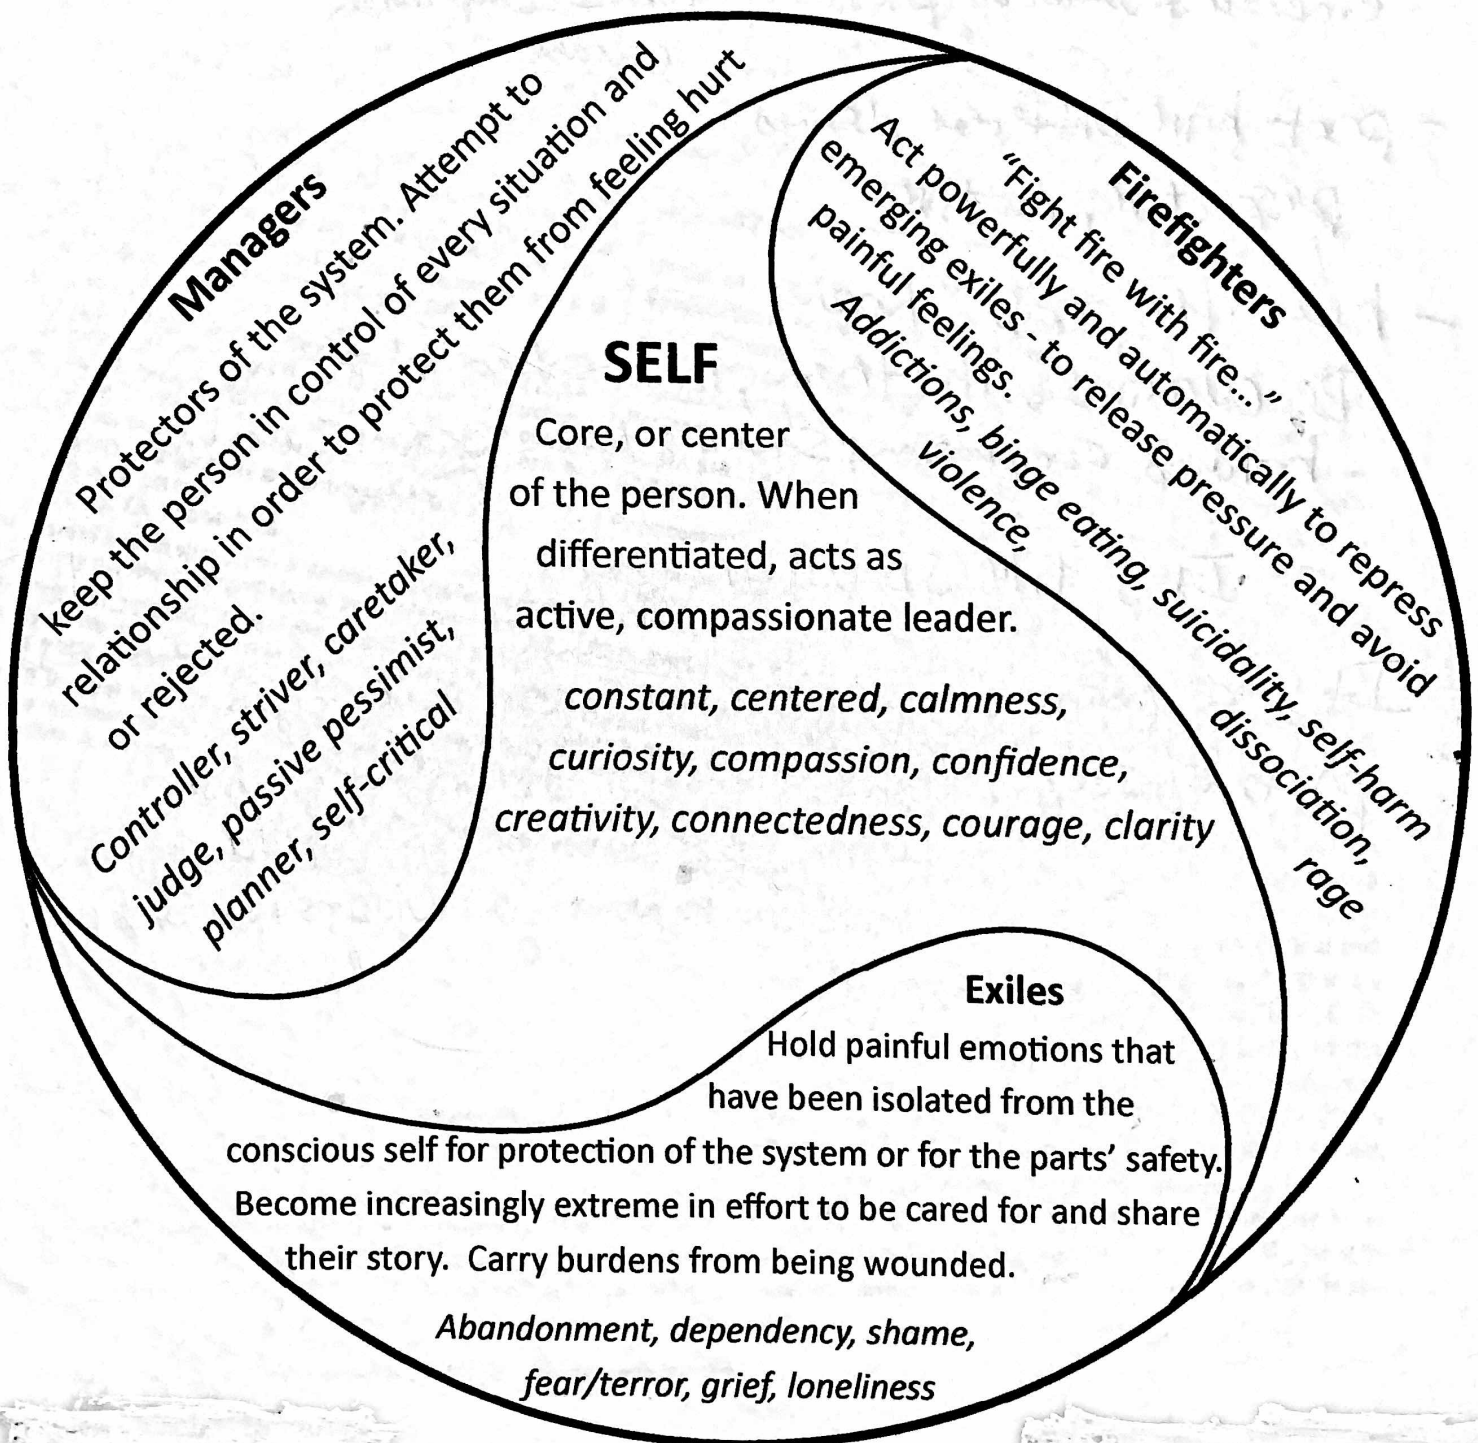 Managers
Protectors of the system. Attempt to
keep the person in control of every situation and
relationship in order to protect them from feeling hurt
or rejected.
Controller, striver, caretaker,
judge, passive pessimist,
planner, self-critical
SELF
Core, or center
of the person. When
differentiated, acts as
active, compassionate leader.
constant, centered, calmness,
curiosity, compassion, confidence,
creativity, connectedness, courage, clarity
Firefighters
“Fight fire with fire...”
Act powerfully and automatically to repress
emerging exiles - to release pressure and avoid
painful feelings.
Addictions, binge eating, suicidality, self-harm
violence, dissociation,
rage
Exiles
Hold painful emotions that
have been isolated from the
conscious self for protection of the system or for the parts’ safety.
Become increasingly extreme in effort to be cared for and share
their story. Carry burdens from being wounded.
Abandonment, dependency, shame,
fear/terror, grief, loneliness